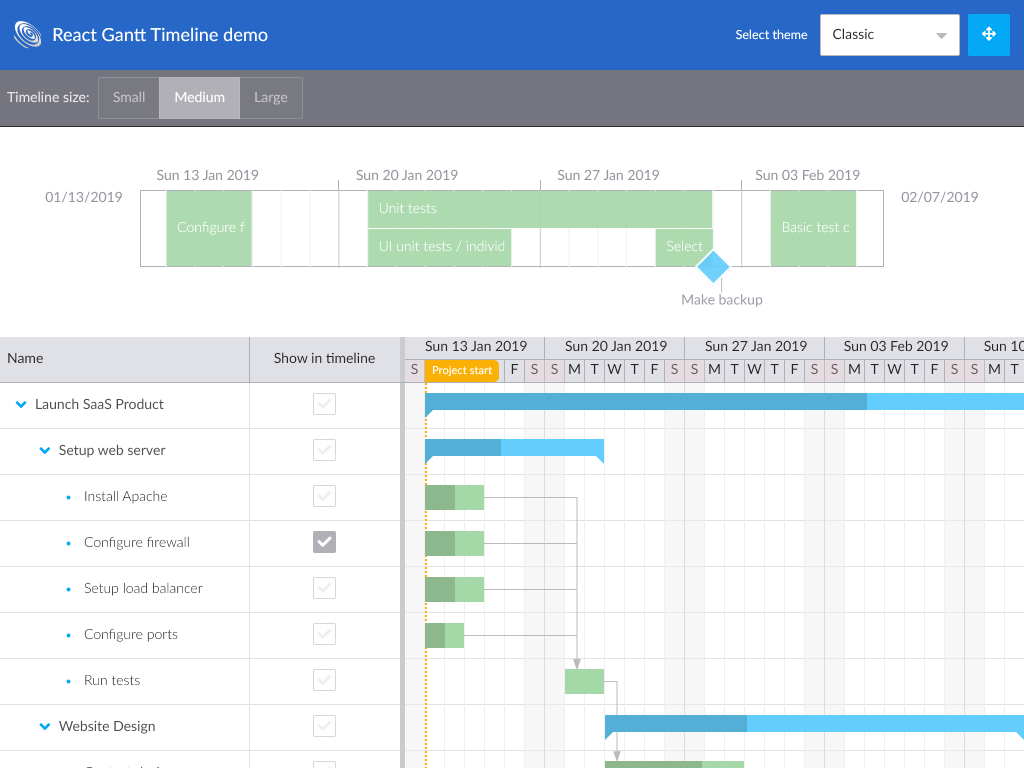 React Gantt Timeline demo
Select theme
Classic
Timeline size:
Small
Medium
Large
Sun 13 Jan 2019
Sun 20 Jan 2019
Sun 27 Jan 2019
Sun 03 Feb 2019
01/13/2019
02/07/2019
Configure f
Unit tests
UI unit tests / individ
Select
Basic test c
Make backup
Name
Show in timeline
Sun 13 Jan 2019
Sun 20 Jan 2019
Sun 27 Jan 2019
Sun 03 Feb 2019
Sun 10
S Project start F S S M T W T F S S M T W T F S S M T W T F S S M T
Launch SaaS Product
Setup web server
Install Apache
Configure firewall
Setup load balancer
Configure ports
Run tests
Website Design